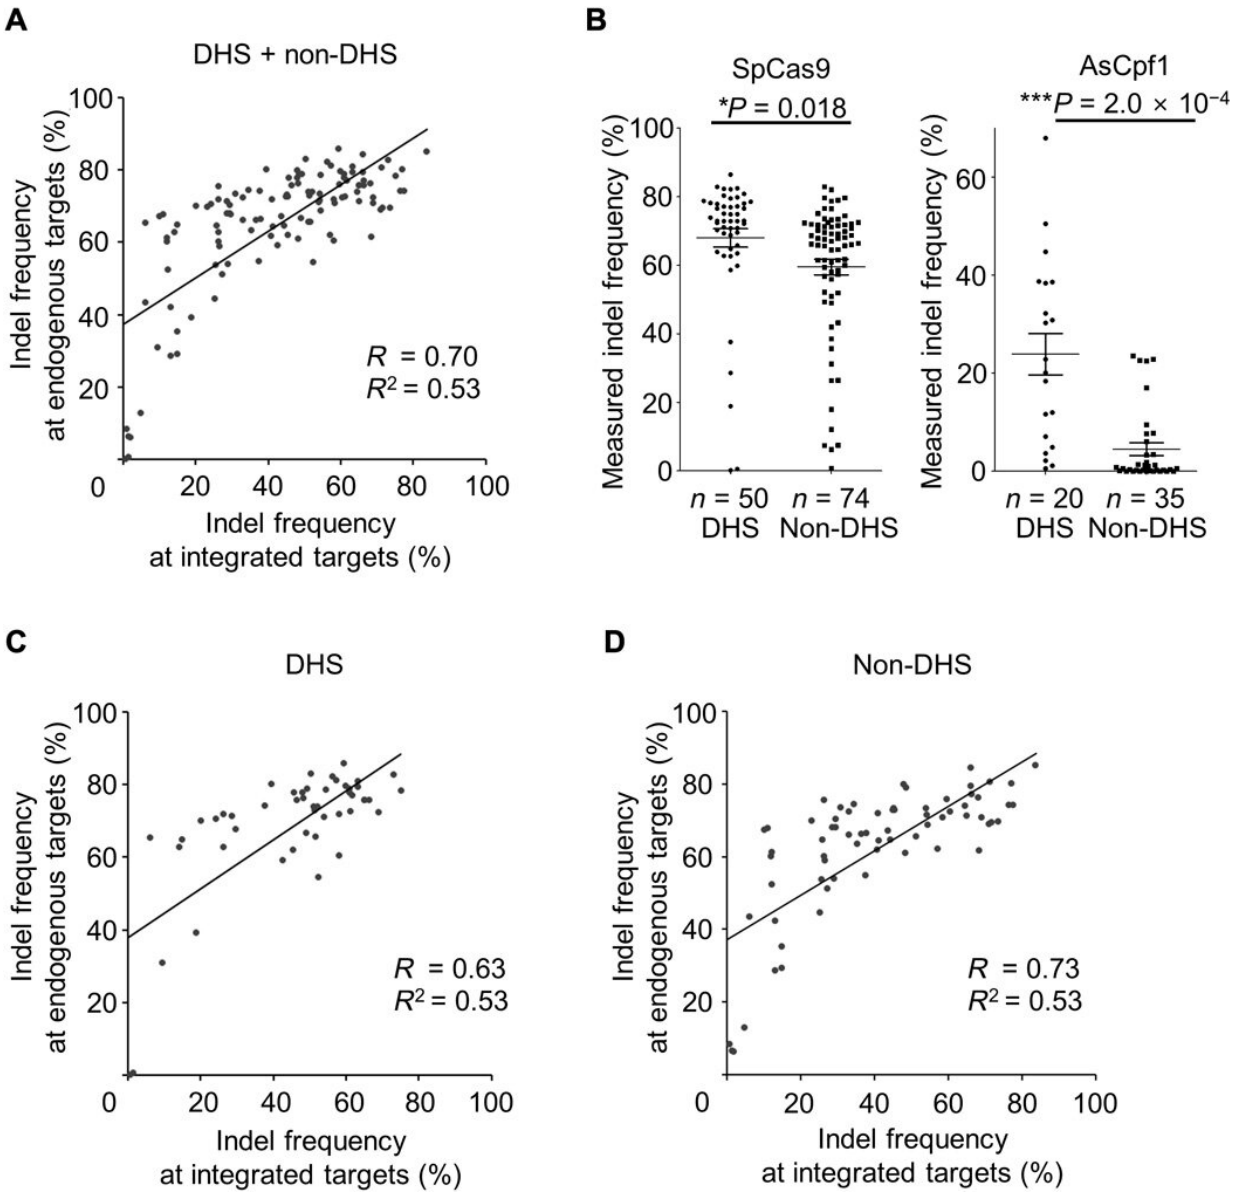 A
DHS + non-DHS
Indel frequency
at endogenous targets (%)
100
80
60
40
20
0
20
40
60
80
100
R = 0.70
R2 = 0.53
Indel frequency
at integrated targets (%)
B
SpCas9
*P = 0.018
Measured indel frequency (%)
100
80
60
40
20
0
n = 50
DHS
n = 74
Non-DHS
AsCpf1
***P = 2.0 × 10−4
Measured indel frequency (%)
60
40
20
0
n = 20
DHS
n = 35
Non-DHS
C
DHS
Indel frequency
at endogenous targets (%)
100
80
60
40
20
0
20
40
60
80
100
R = 0.63
R2 = 0.53
Indel frequency
at integrated targets (%)
D
Non-DHS
Indel frequency
at endogenous targets (%)
100
80
60
40
20
0
20
40
60
80
100
R = 0.73
R2 = 0.53
Indel frequency
at integrated targets (%)